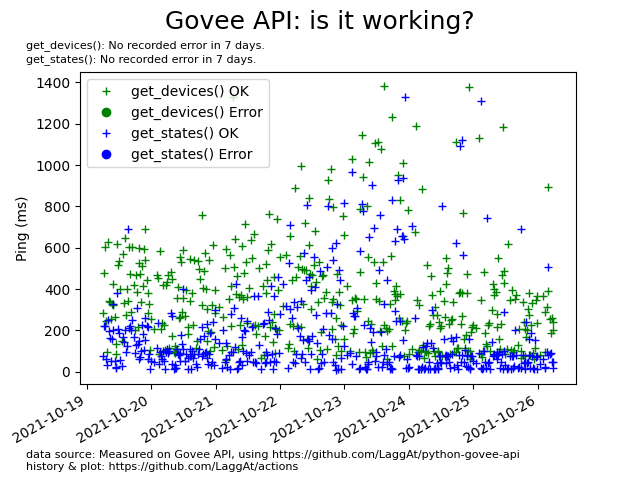 Govee API: is it working?
get_devices(): No recorded error in 7 days.
get_states(): No recorded error in 7 days.
get_devices() OK
get_devices() Error
get_states() OK
get_states() Error
Ping (ms)
1400
1200
1000
800
600
400
200
0
2021-10-19
2021-10-20
2021-10-21
2021-10-22
2021-10-23
2021-10-24
2021-10-25
2021-10-26
data source: Measured on Govee API, using https://github.com/LaggAt/python-govee-api
history & plot: https://github.com/LaggAt/actions